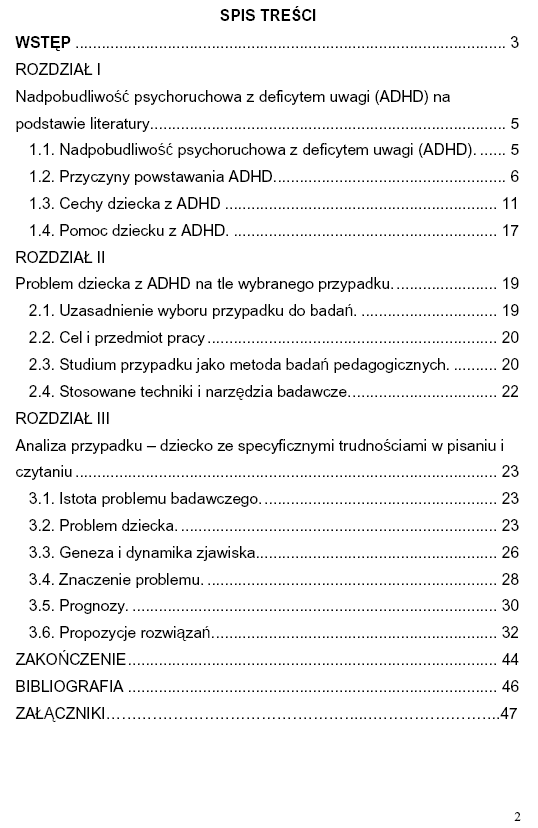 SPIS TREŚCI
WSTĘP .................................................................................................. 3
ROZDZIAŁ I
Nadpobudliwość psychoruchowa z deficytem uwagi (ADHD) na
podstawie literatury................................................................................. 5
1.1. Nadpobudliwość psychoruchowa z deficytem uwagi (ADHD). ...... 5
1.2. Przyczyny powstawania ADHD.................................................... 6
1.3. Cechy dziecka z ADHD .............................................................. 11
1.4. Pomoc dziecku z ADHD. ............................................................ 17
ROZDZIAŁ II
Problem dziecka z ADHD na tle wybranego przypadku. ....................... 19
2.1. Uzasadnienie wyboru przypadku do badań. ............................... 19
2.2. Cel i przedmiot pracy .................................................................. 20
2.3. Studium przypadku jako metoda badań pedagogicznych. .......... 20
2.4. Stosowane techniki i narzędzia badawcze.................................. 22
ROZDZIAŁ III
Analiza przypadku – dziecko ze specyficznymi trudnościami w pisaniu i
czytaniu ................................................................................................ 23
3.1. Istota problemu badawczego. ..................................................... 23
3.2. Problem dziecka. ........................................................................ 23
3.3. Geneza i dynamika zjawiska....................................................... 26
3.4. Znaczenie problemu. .................................................................. 28
3.5. Prognozy. ................................................................................... 30
3.6. Propozycje rozwiązań................................................................. 32
ZAKOŃCZENIE .................................................................................... 44
BIBLIOGRAFIA .................................................................................... 46
ZAŁĄCZNIKI……………………………………………...……………………..47
2